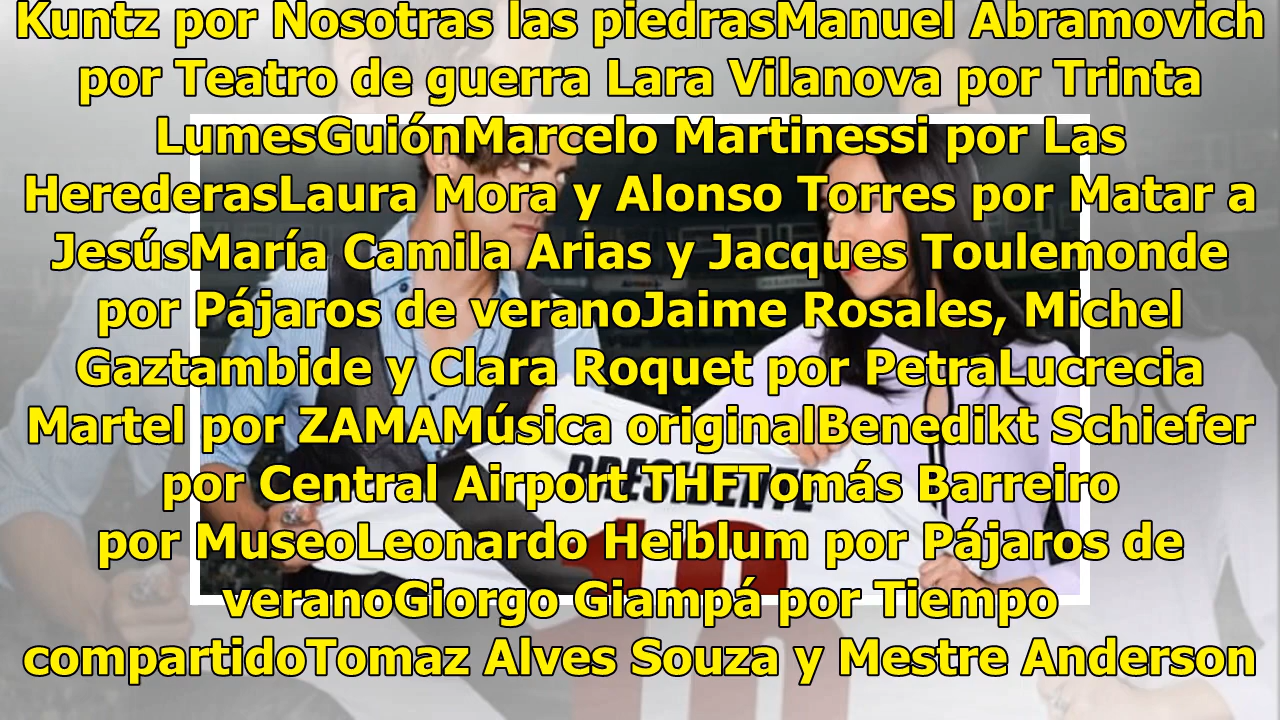 Kuntz por Nosotras las piedrasManuel Abramovich
por Teatro de guerra Lara Vilanova por Trinta
LumesGuiónMarcelo Martinessi por Las
HerederasLaura Mora y Alonso Torres por Matar a
JesúsMaría Camila Arias y Jacques Toulemonde
por Pájaros de veranoJaime Rosales, Michel
Gaztambide y Clara Roquet por PetraLucrecia
Martel por ZAMAMúsica originalBenedikt Schiefer
por Central Airport THFTomás Barreiro
PRESIDENTE
por MuseoLeonardo Heiblum por Pájaros de
10
veranoGiorgo Giampá por Tiempo
compartidoTomaz Alves Souza y Mestre Anderson